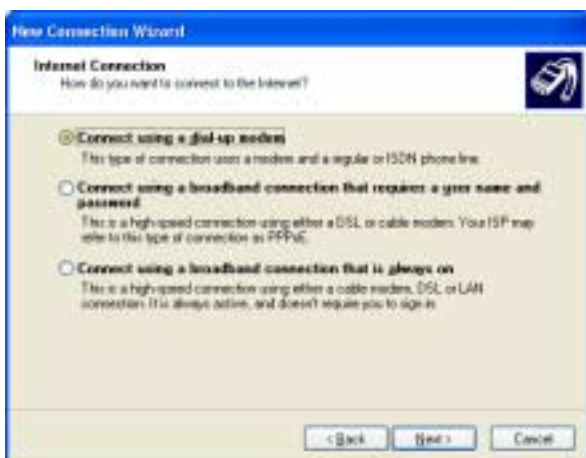 New Connection Wizard
Internet Connection
How do you want to connect to the Internet?
Connect using a dial-up modem
This type of connection uses a modem and a regular or ISDN phone line.
Connect using a broadband connection that requires a user name and
password
This is a high-speed connection using either a DSL or cable modem. Your ISP may
refer to this type of connection as PPPoE.
Connect using a broadband connection that is always on
This is a high-speed connection using either a cable modem, DSL or LAN
connection. It is always active, and doesn't require you to sign in.
< Back
Next >
Cancel